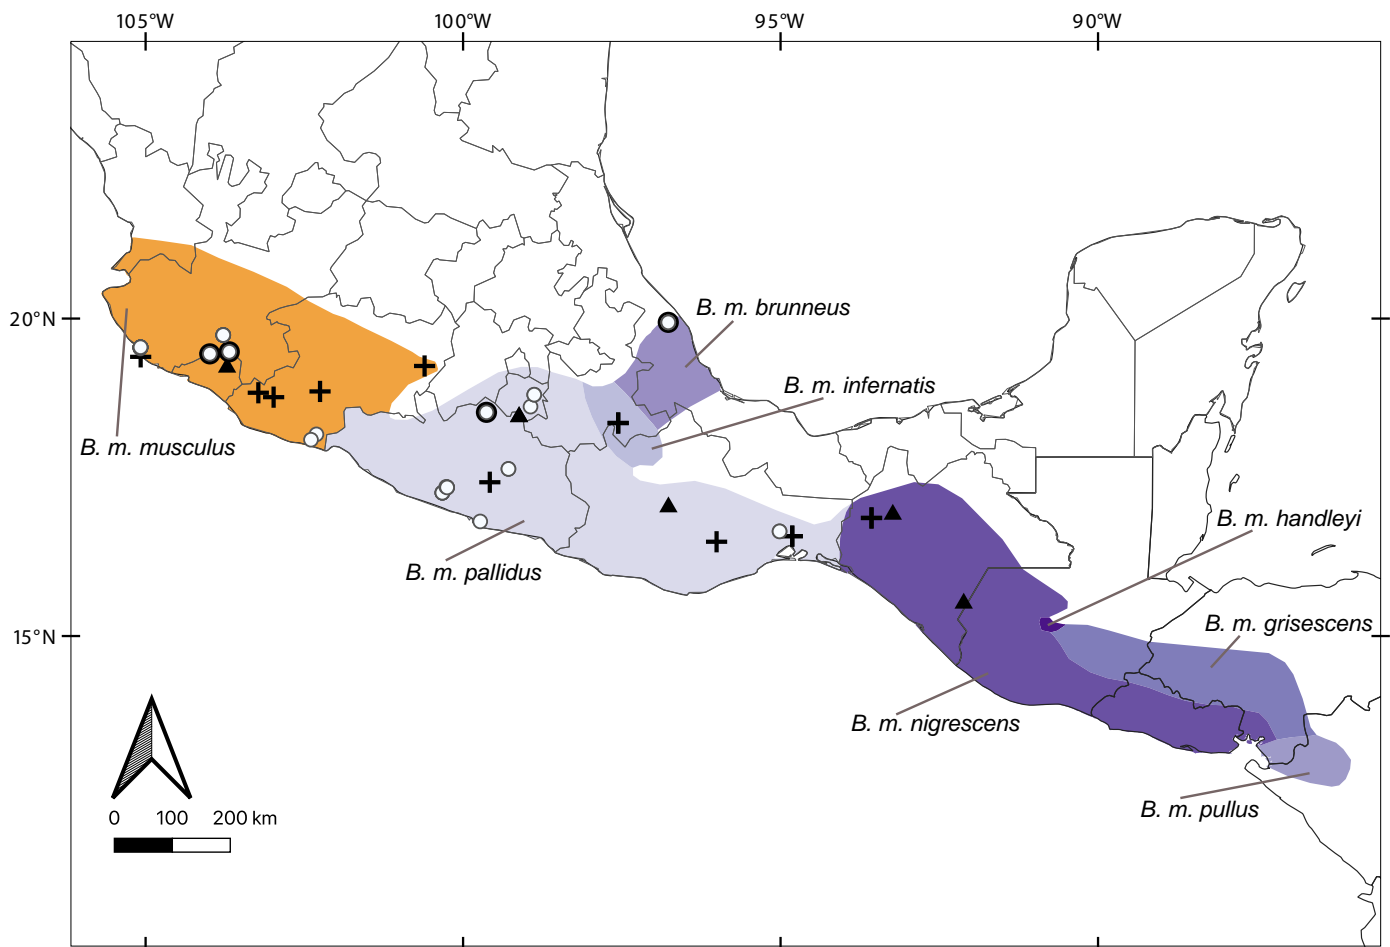 105°W 100°W 95°W 90°W
20°N
B. m. brunneus
B. m. infernatis
B. m. musculus
B. m. handleyi
B. m. pallidus
15°N
B. m. grisescens
B. m. nigrescens
B. m. pullus
0 100 200 km